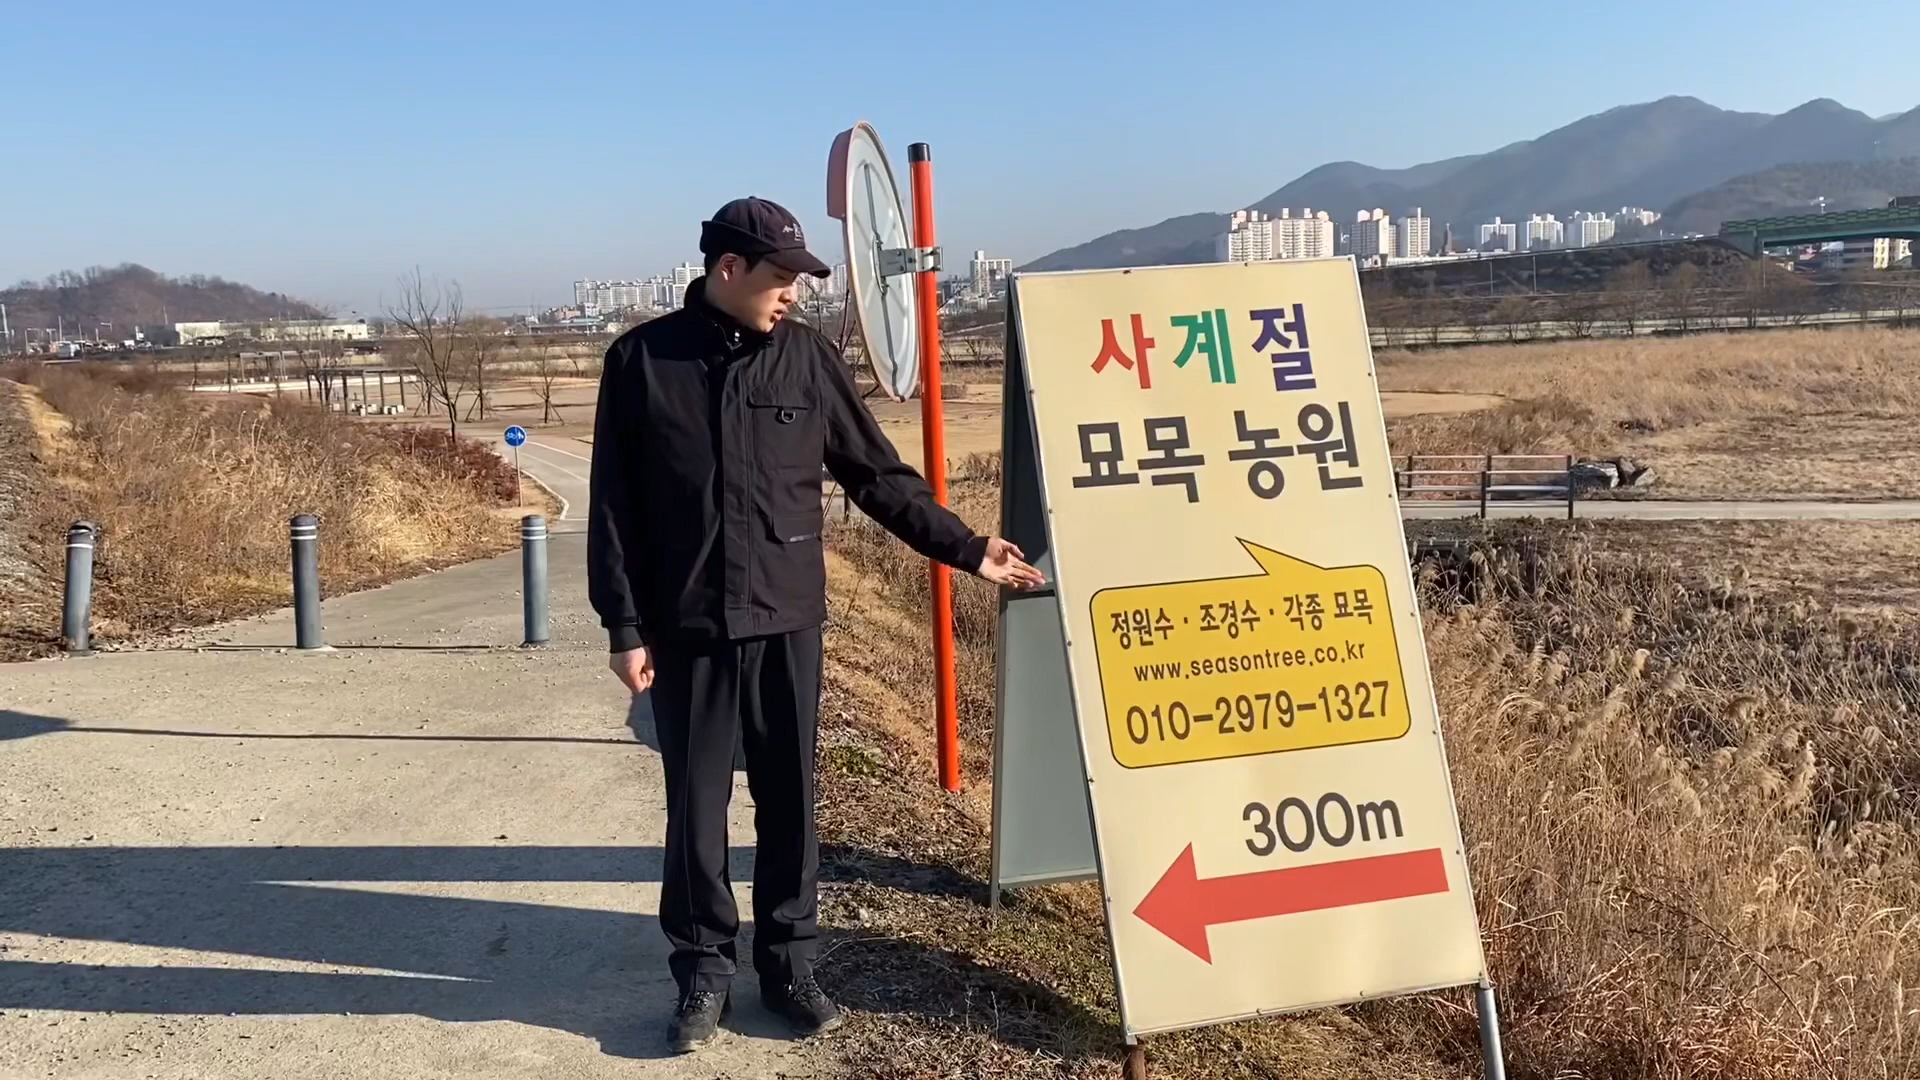 사계절
묘목 농원
정원수 · 조경수 · 각종 묘목
www.seasontree.co.kr
010-2979-1327
300m